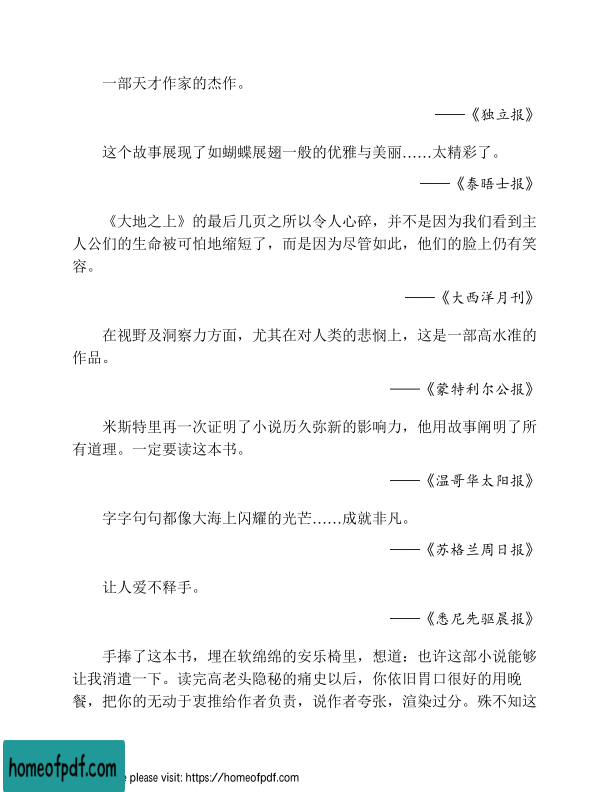 一部天才作家的杰作。
——《独立报》
这个故事展现了如蝴蝶展翅一般的优雅与美丽……太精彩了。
——《泰晤士报》
《大地之上》的最后几页之所以令人心碎，并不是因为我们看到主
人公们的生命被可怕地缩短了，而是因为尽管如此，他们的脸上仍有笑
容。
——《大西洋月刊》
在视野及洞察力方面，尤其在对人类的悲悯上，这是一部高水准的
作品。
——《蒙特利尔公报》
米斯特里再一次证明了小说历久弥新的影响力，他用故事阐明了所
有道理。一定要读这本书。
——《温哥华太阳报》
字字句句都像大海上闪耀的光芒……成就非凡。
——《苏格兰周日报》
让人爱不释手。
——《悉尼先驱晨报》
手捧了这本书，埋在软绵绵的安乐椅里，想道：也许这部小说能够
让我消遣一下。读完高老头隐秘的痛史以后，你依旧胃口很好的用晚
餐，把你的无动于衷推给作者负责，说作者夸张，渲染过分。殊不知这
homeofpdf.com
e please visit: https://homeofpdf.com